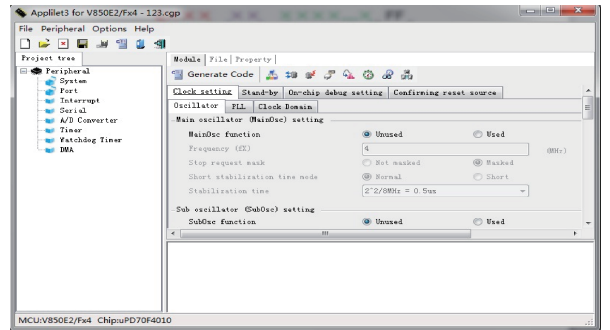 Applilet3 for V850E2/Fx4 - 123.cgp
File Peripheral Options Help
Project tree
Peripheral
System
Port
Interrupt
Serial
A/D Converter
Timer
Watchdog Timer
DMA
Module File Property
Generate Code
Clock setting Stand-by On-chip debug setting Confirming reset source
Oscillator PLL Clock Domain
Main oscillator (MainOsc) setting
MainOsc function Unused Used
Frequency (fX) 4 (MHz)
Stop request mask Not masked Masked
Short stabilization time mode Normal Short
Stabilization time 2^2/8MHz = 0.5us
Sub oscillator (SubOsc) setting
SubOsc function Unused Used
MCU:V850E2/Fx4 Chip:uPD70F4010